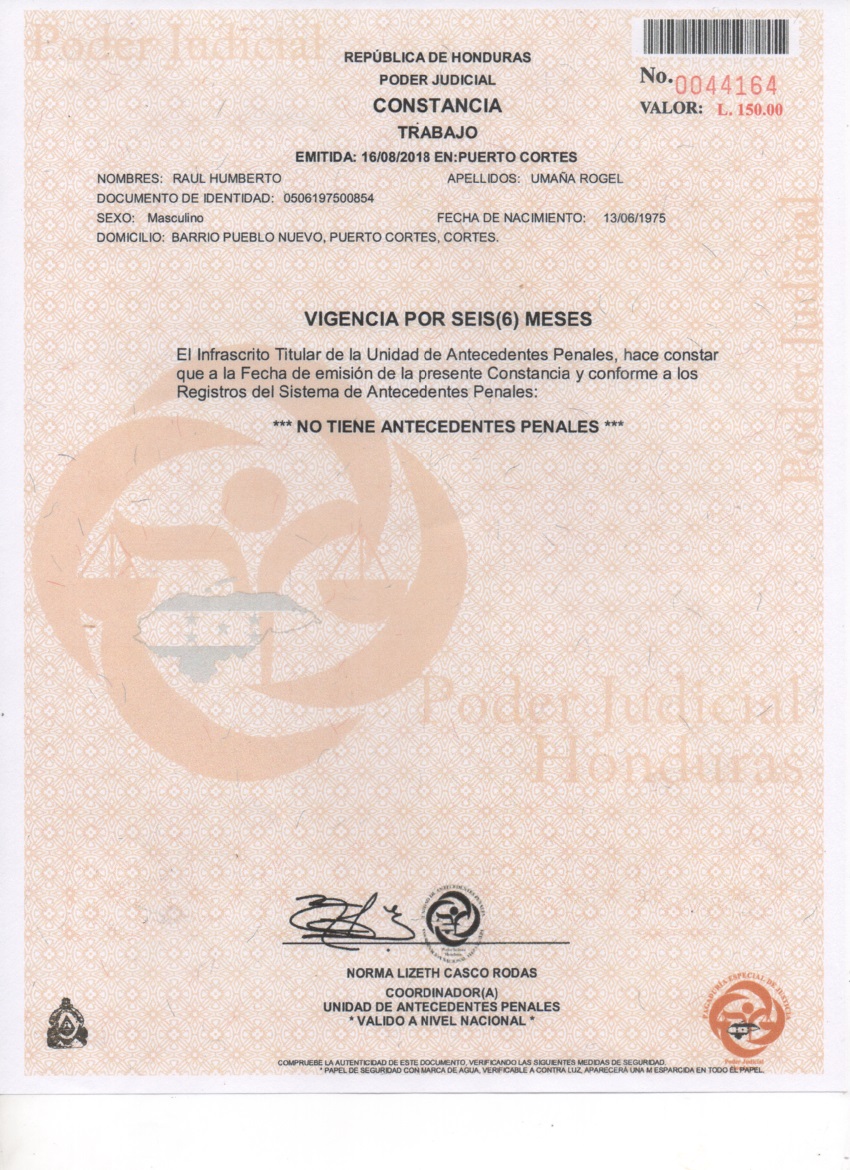 Poder Judicial
REPÚBLICA DE HONDURAS
PODER JUDICIAL
CONSTANCIA
TRABAJO
No. 0044164
VALOR: L. 150.00
EMITIDA: 16/08/2018 EN:PUERTO CORTES
NOMBRES: RAUL HUMBERTO APELLIDOS: UMAÑA ROGEL
DOCUMENTO DE IDENTIDAD: 0506197500854
SEXO: Masculino FECHA DE NACIMIENTO: 13/06/1975
DOMICILIO: BARRIO PUEBLO NUEVO, PUERTO CORTES, CORTES.
Poder Judicial
VIGENCIA POR SEIS(6) MESES
El Infrascrito Titular de la Unidad de Antecedentes Penales, hace constar
que a la Fecha de emisión de la presente Constancia y conforme a los
Registros del Sistema de Antecedentes Penales:
*** NO TIENE ANTECEDENTES PENALES ***
Poder Judicial
Honduras
NORMA LIZETH CASCO RODAS
COORDINADOR(A)
UNIDAD DE ANTECEDENTES PENALES
* VALIDO A NIVEL NACIONAL *
PAGADURÍA ESPECIAL DE JUSTICIA
Poder Judicial
COMPRUEBE LA AUTENTICIDAD DE ESTE DOCUMENTO, VERIFICANDO LAS SIGUIENTES MEDIDAS DE SEGURIDAD.
* PAPEL DE SEGURIDAD CON MARCA DE AGUA, VERIFICABLE A CONTRA LUZ, APARECERÁ UNA M ESPARCIDA EN TODO EL PAPEL.